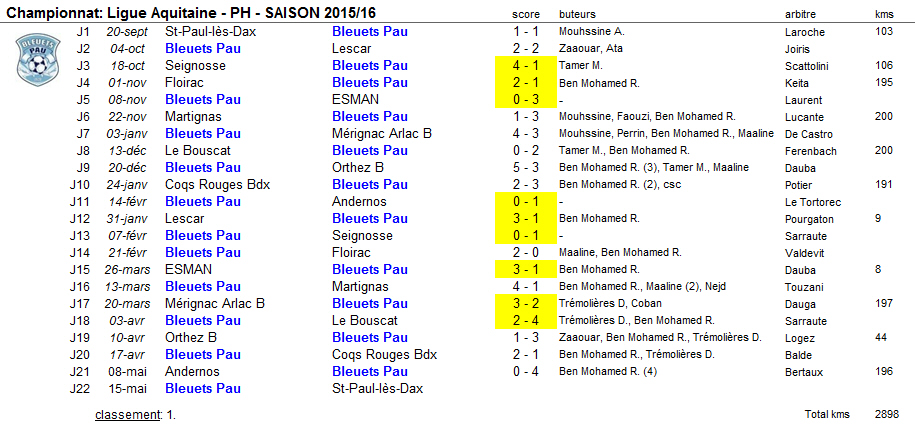 Championnat: Ligue Aquitaine - PH - SAISON 2015/16 score buteurs arbitre kms
BLEUETS
PAU
J1 20-sept St-Paul-lès-Dax Bleuets Pau 1 - 1 Mouhssine A. Laroche 103
J2 04-oct Bleuets Pau Lescar 2 - 2 Zaaouar, Ata Joiris
J3 18-oct Seignosse Bleuets Pau 4 - 1 Tamer M. Scattolini 106
J4 01-nov Floirac Bleuets Pau 2 - 1 Ben Mohamed R. Keita 195
J5 08-nov Bleuets Pau ESMAN 0 - 3 - Laurent
J6 22-nov Martignas Bleuets Pau 1 - 3 Mouhssine, Faouzi, Ben Mohamed R. Lucante 200
J7 03-janv Bleuets Pau Mérignac Arlac B 4 - 3 Mouhssine, Perrin, Ben Mohamed R., Maaline De Castro
J8 13-déc Le Bouscat Bleuets Pau 0 - 2 Tamer M., Ben Mohamed R. Ferenbach 200
J9 20-déc Bleuets Pau Orthez B 5 - 3 Ben Mohamed R. (3), Tamer M., Maaline Dauba
J10 24-janv Coqs Rouges Bdx Bleuets Pau 2 - 3 Ben Mohamed R. (2), csc Potier 191
J11 14-févr Bleuets Pau Andernos 0 - 1 - Le Tortorec
J12 31-janv Lescar Bleuets Pau 3 - 1 Ben Mohamed R. Pourgaton 9
J13 07-févr Bleuets Pau Seignosse 0 - 1 - Sarraute
J14 21-févr Bleuets Pau Floirac 2 - 0 Maaline, Ben Mohamed R. Valdevit
J15 26-mars ESMAN Bleuets Pau 3 - 1 Ben Mohamed R. Dauba 8
J16 13-mars Bleuets Pau Martignas 4 - 1 Ben Mohamed R., Maaline (2), Nejd Touzani
J17 20-mars Mérignac Arlac B Bleuets Pau 3 - 2 Trémolières D, Coban Dauga 197
J18 03-avr Bleuets Pau Le Bouscat 2 - 4 Trémolières D., Ben Mohamed R. Sarraute
J19 10-avr Orthez B Bleuets Pau 1 - 3 Zaaouar, Ben Mohamed R., Trémolières D. Logez 44
J20 17-avr Bleuets Pau Coqs Rouges Bdx 2 - 1 Ben Mohamed R., Trémolières D. Balde
J21 08-mai Andernos Bleuets Pau 0 - 4 Ben Mohamed R. (4) Bertaux 196
J22 15-mai Bleuets Pau St-Paul-lès-Dax
classement: 1. Total kms 2898